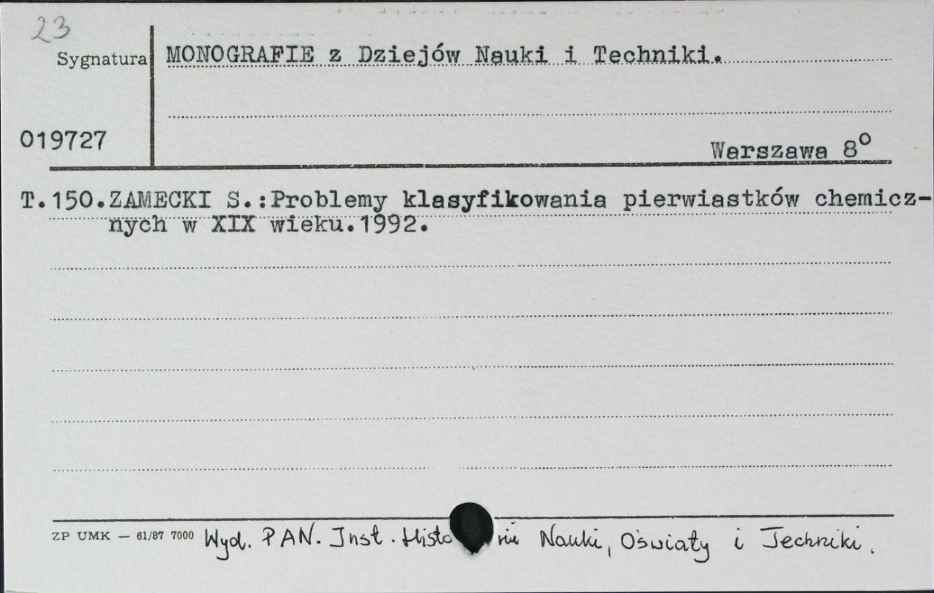 23
Sygnatura MONOGRAFIE z Dziejów Nauki i Techniki.
019727
Warszawa 8°
T.150.ZAMECKI S.:Problemy klasyfikowania pierwiastków chemicz-
nych w XIX wieku.1992.
ZP UMK — 61/87 7000 Wyd. PAN. Inst. Histo rii Nauki, Oświaty i Techniki.